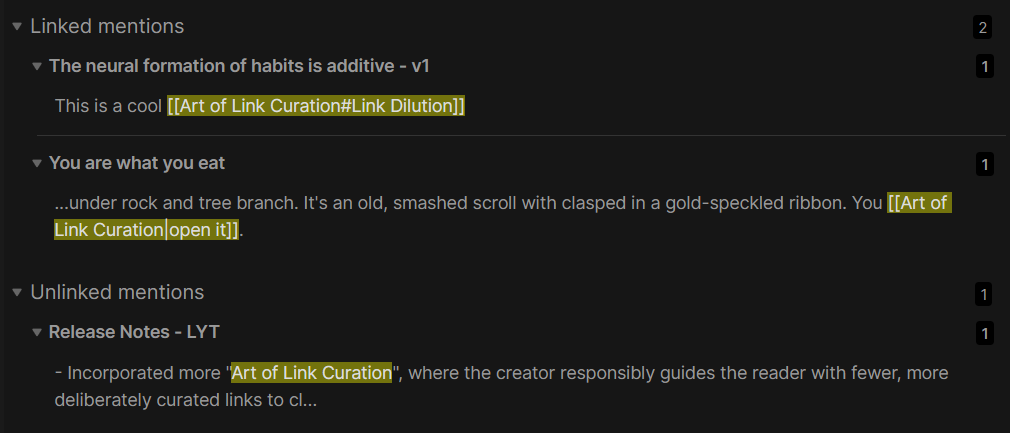 Linked mentions 2
The neural formation of habits is additive - v1 1
This is a cool [[Art of Link Curation#Link Dilution]]
You are what you eat 1
...under rock and tree branch. It's an old, smashed scroll with clasped in a gold-speckled ribbon. You [[Art of
Link Curation|open it]].
Unlinked mentions 1
Release Notes - LYT 1
- Incorporated more "Art of Link Curation", where the creator responsibly guides the reader with fewer, more
deliberately curated links to cl...